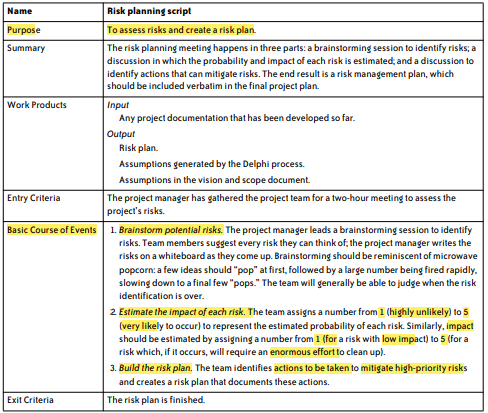 Name Risk planning script
Purpose To assess risks and create a risk plan.
Summary The risk planning meeting happens in three parts: a brainstorming session to identify risks; a
discussion in which the probability and impact of each risk is estimated; and a discussion to
identify actions that can mitigate risks. The end result is a risk management plan, which
should be included verbatim in the final project plan.
Work Products Input
Any project documentation that has been developed so far.
Output
Risk plan.
Assumptions generated by the Delphi process.
Assumptions in the vision and scope document.
Entry Criteria The project manager has gathered the project team for a two-hour meeting to assess the
project's risks.
Basic Course of Events 1. Brainstorm potential risks. The project manager leads a brainstorming session to identify
risks. Team members suggest every risk they can think of; the project manager writes the
risks on a whiteboard as they come up. Brainstorming should be reminiscent of microwave
popcorn: a few ideas should "pop" at first, followed by a large number being fired rapidly,
slowing down to a final few "pops." The team will generally be able to judge when the risk
identification is over.
2. Estimate the impact of each risk. The team assigns a number from 1 (highly unlikely) to 5
(very likely to occur) to represent the estimated probability of each risk. Similarly, impact
should be estimated by assigning a number from 1 (for a risk with low impact) to 5 (for a
risk which, if it occurs, will require an enormous effort to clean up).
3. Build the risk plan. The team identifies actions to be taken to mitigate high-priority risks
and creates a risk plan that documents these actions.
Exit Criteria The risk plan is finished.